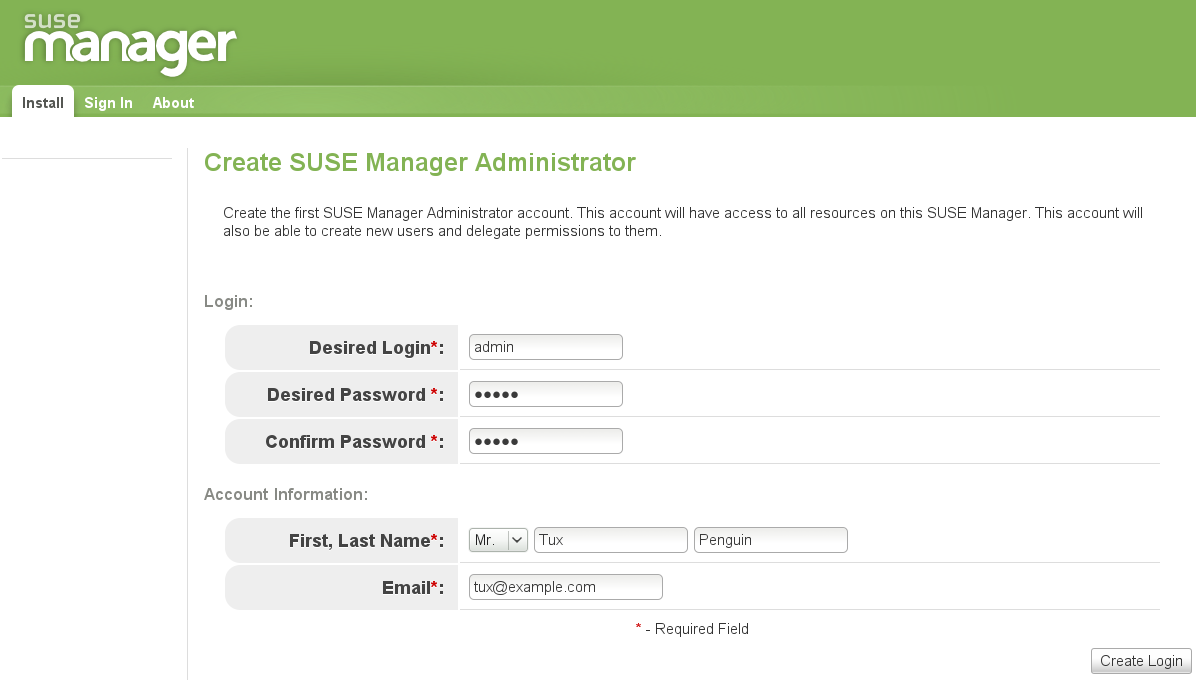 suse
manager
Install Sign In About
Create SUSE Manager Administrator
Create the first SUSE Manager Administrator account. This account will have access to all resources on this SUSE Manager. This account will
also be able to create new users and delegate permissions to them.
Login:
Desired Login*: admin
Desired Password *: •••••
Confirm Password *: •••••
Account Information:
First, Last Name*: Mr. Tux Penguin
Email*: tux@example.com
* - Required Field
Create Login